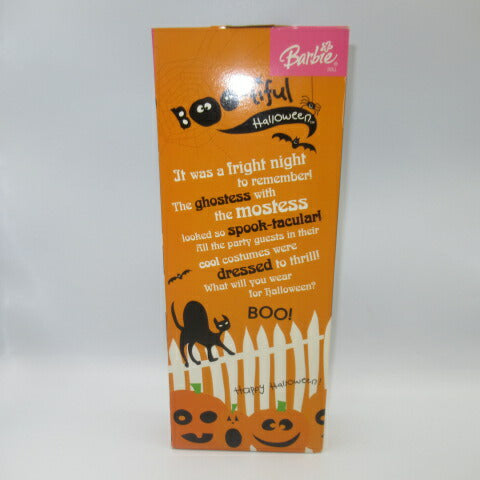 Barbie
BOO-tiful
Halloween
It was a fright night
to remember!
The ghostess with
the mostess
looked so spook-tacular!
All the party guests in their
cool costumes were
dressed to thrill!
What will you wear
for Halloween?
BOO!
Happy Halloween!